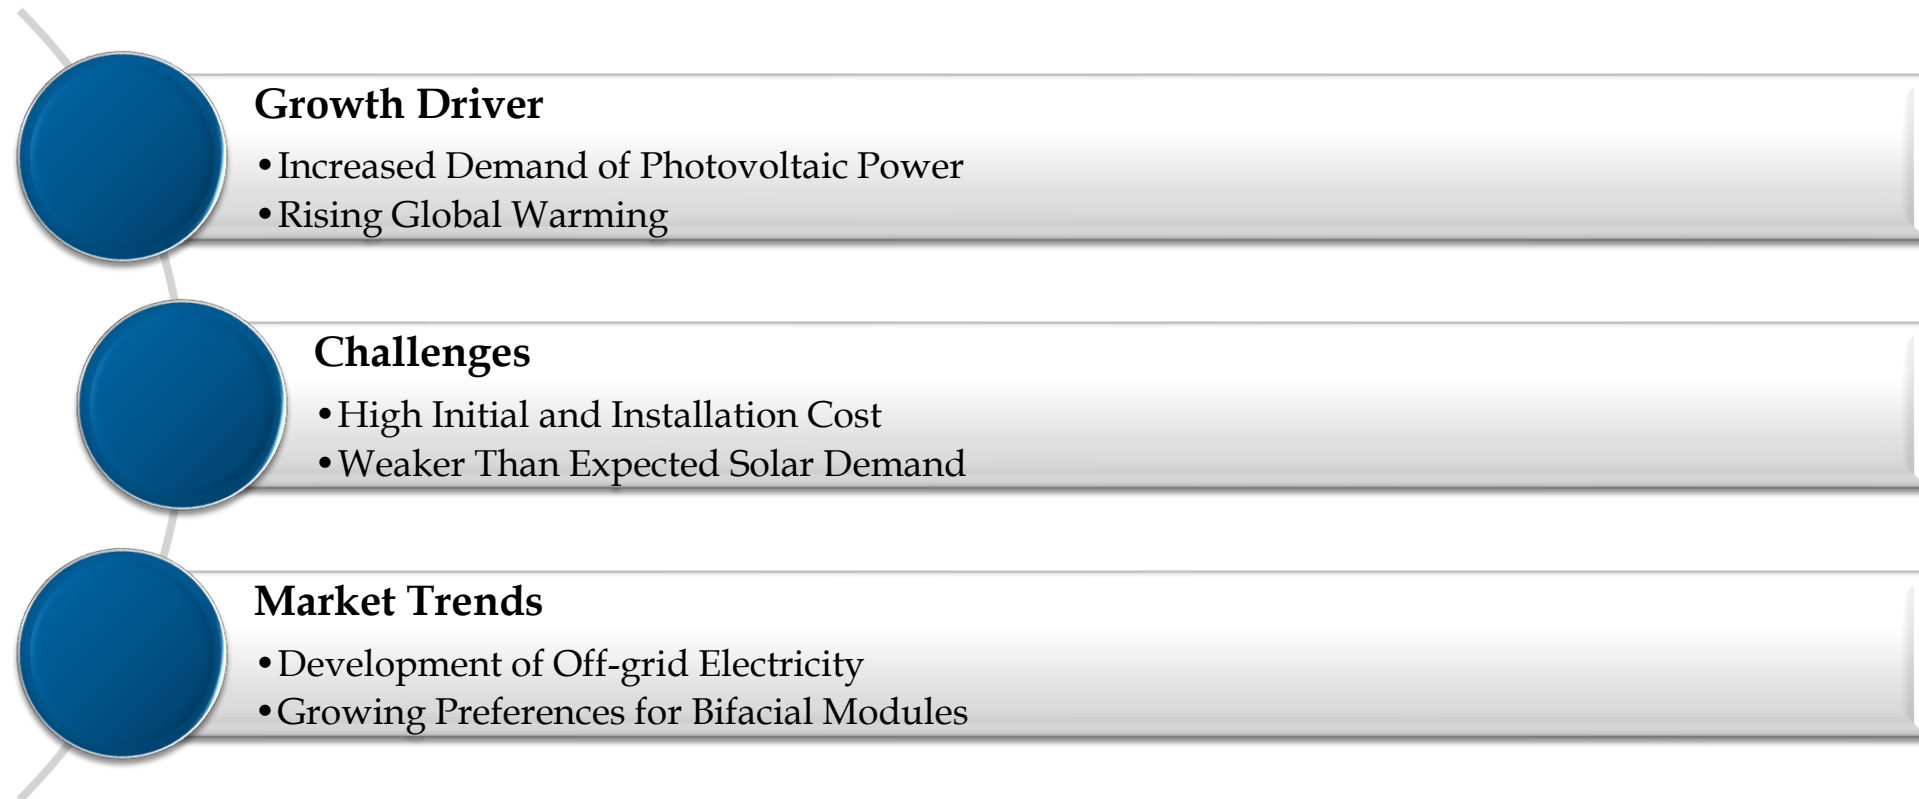 Growth Driver
•Increased Demand of Photovoltaic Power
•Rising Global Warming
Challenges
•High Initial and Installation Cost
•Weaker Than Expected Solar Demand
Market Trends
•Development of Off-grid Electricity
•Growing Preferences for Bifacial Modules